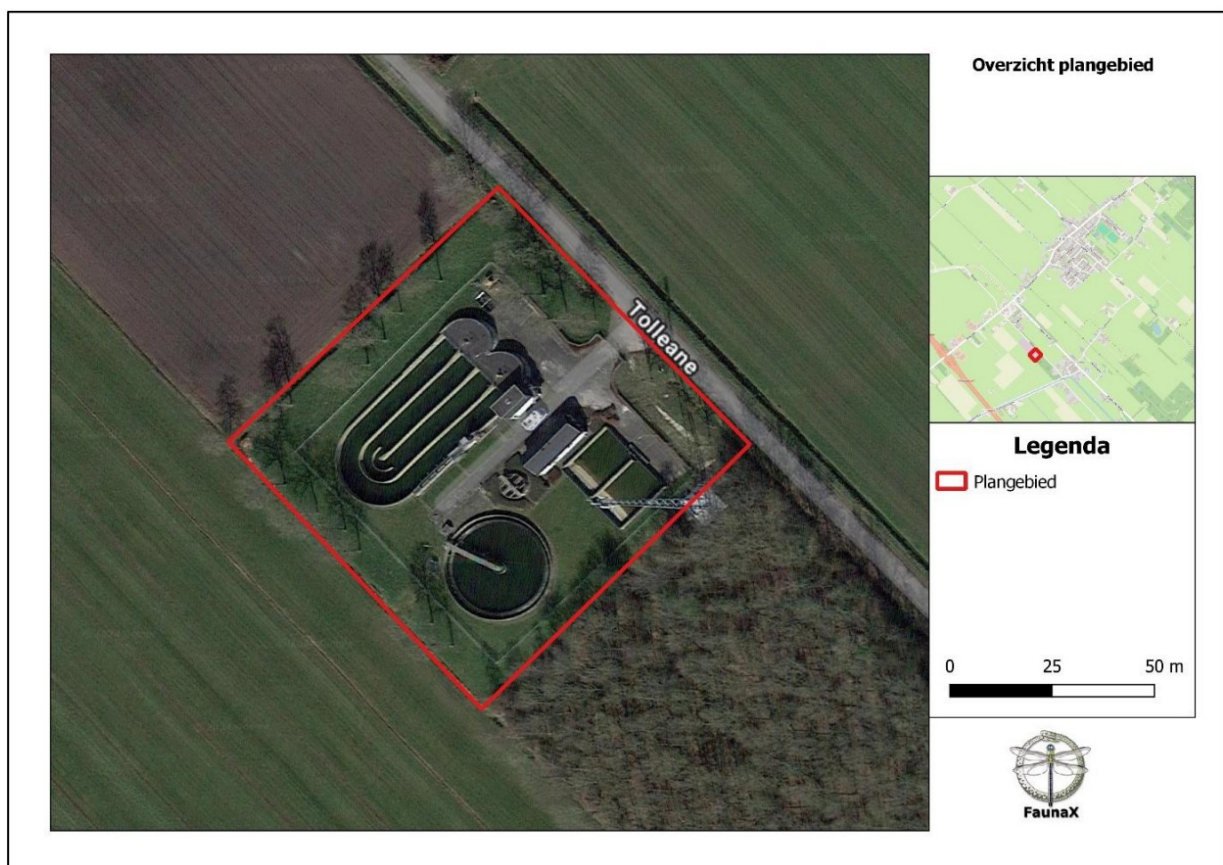 Overzicht plangebied
Tolleane
Legenda
Plangebied
0 25 50 m
FaunaX